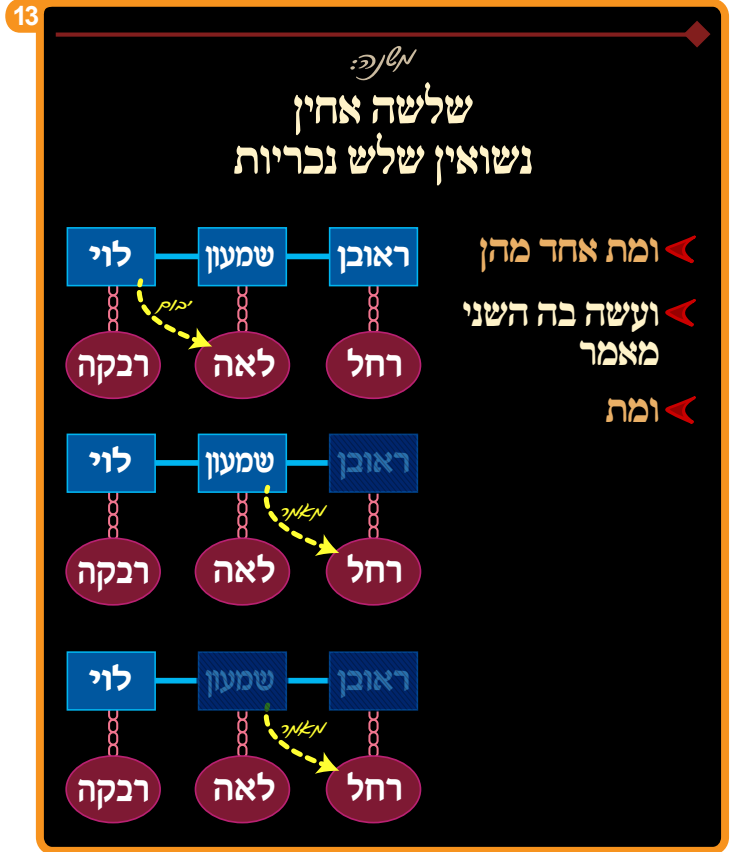 13
משנה:
שלשה אחין
נשואין שלש נכריות
ומת אחד מהן
ועשה בה השני
מאמר
ומת
ראובן שמעון לוי
יבום
רחל לאה רבקה
ראובן שמעון לוי
מאמר
רחל לאה רבקה
ראובן שמעון לוי
מאמר
רחל לאה רבקה